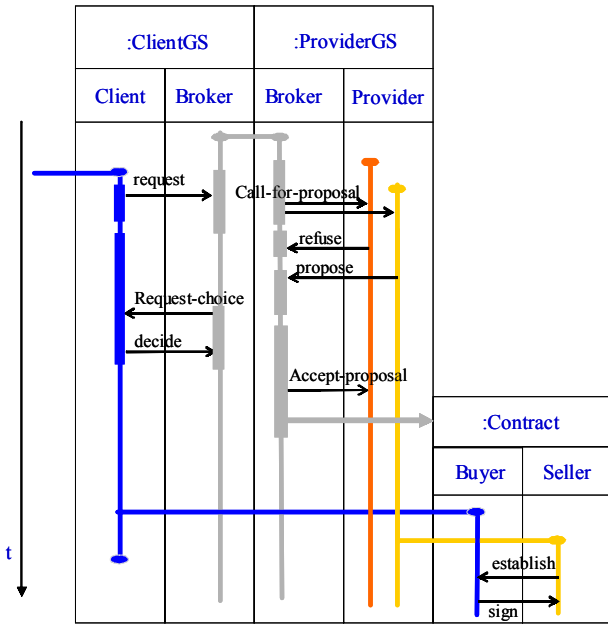 :ClientGS
:ProviderGS
Client
Broker
Broker
Provider
request
Call-for-proposal
refuse
propose
Request-choice
decide
Accept-proposal
:Contract
Buyer
Seller
t
establish
sign